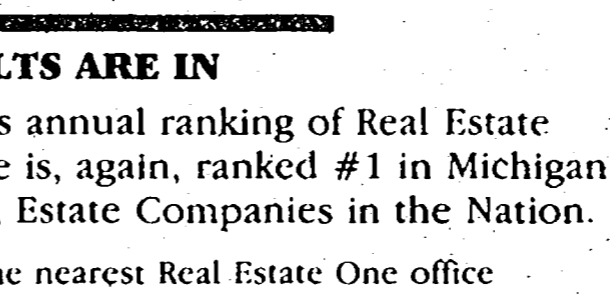 LTS ARE IN
s annual ranking of Real Estate
e is, again, ranked #1 in Michigan
Estate Companies in the Nation.
ne nearest Real Estate One office